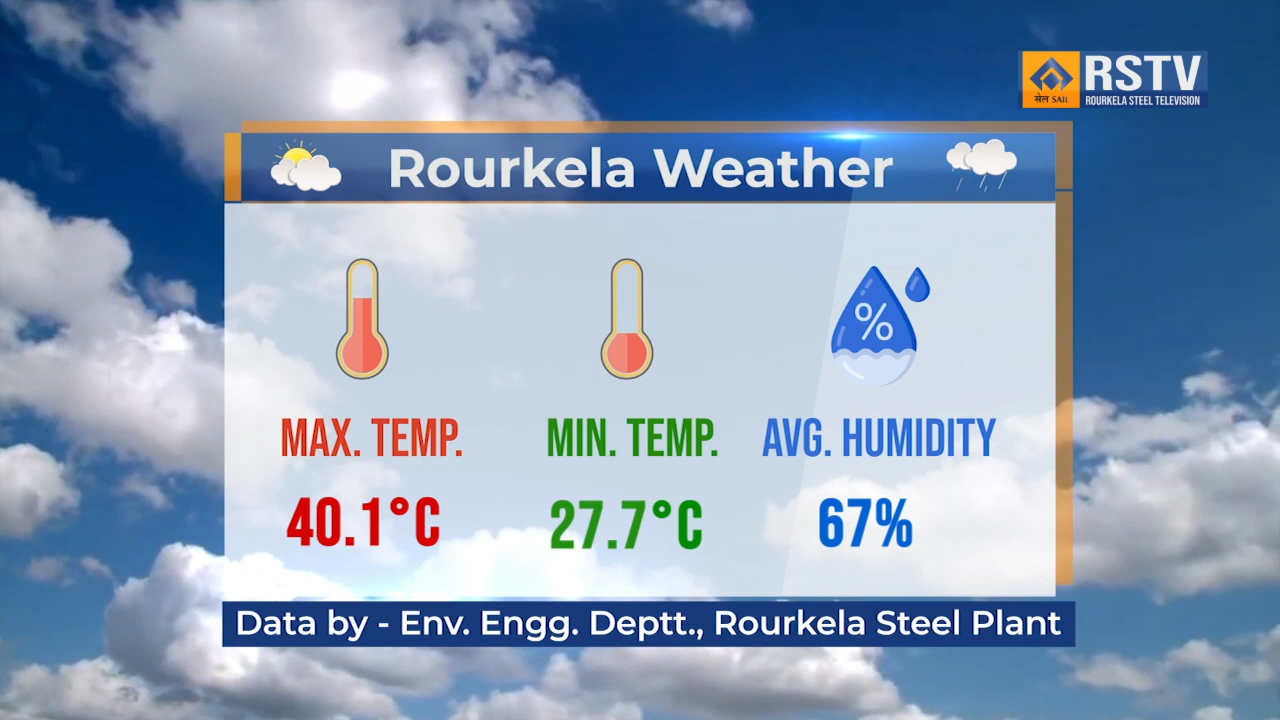 सेल SAIL
RSTV
ROURKELA STEEL TELEVISION
Rourkela Weather
%
MAX. TEMP.
MIN. TEMP.
AVG. HUMIDITY
40.1°C
27.7°C
67%
Data by - Env. Engg. Deptt., Rourkela Steel Plant